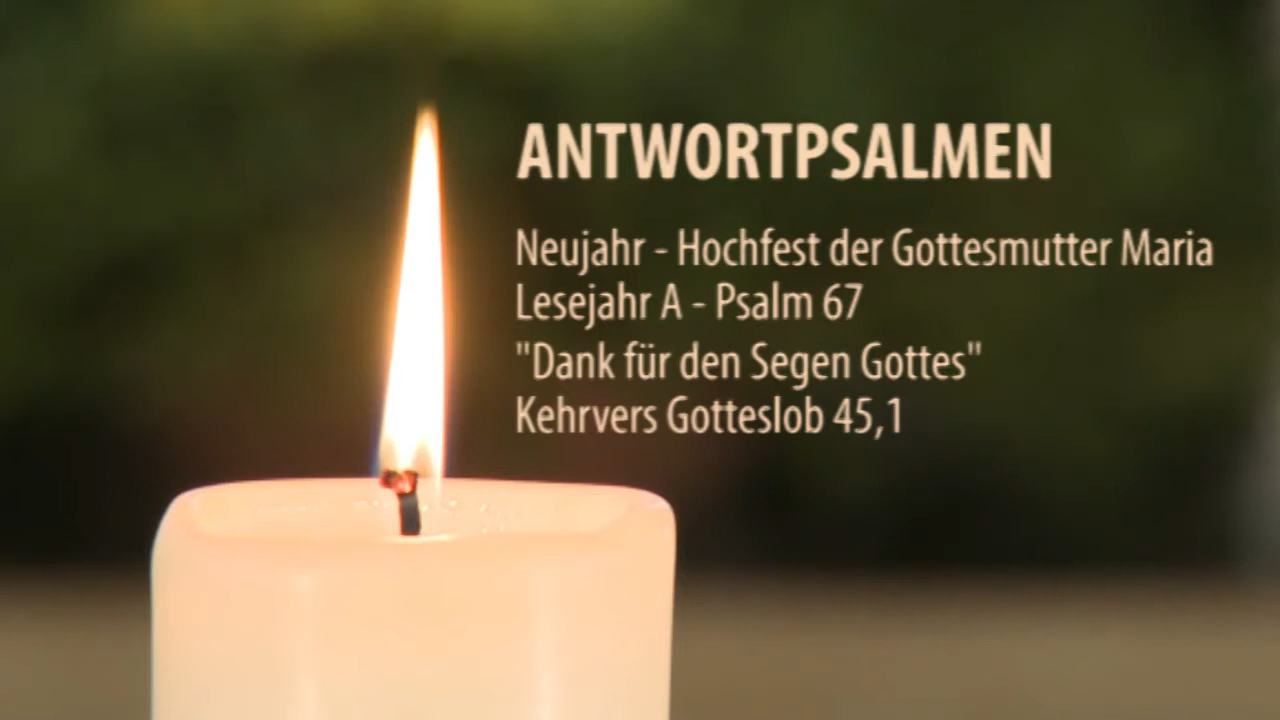 ANTWORTPSALMEN
Neujahr - Hochfest der Gottesmutter Maria
Lesejahr A - Psalm 67
"Dank für den Segen Gottes"
Kehrvers Gotteslob 45,1